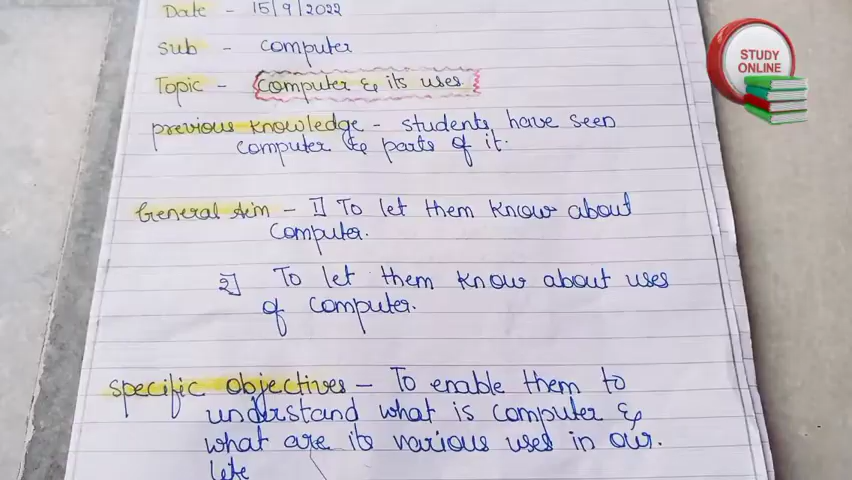 Date - 15/9/2022
Sub - computer
Topic - computer & its uses
previous knowledge - students have seen
computer & parts of it.
General Aim - 1] To let them know about
computer.
2] To let them know about uses
of computer.
specific objectives - To enable them to
understand what is computer &
what are its various uses in our
STUDY
ONLINE